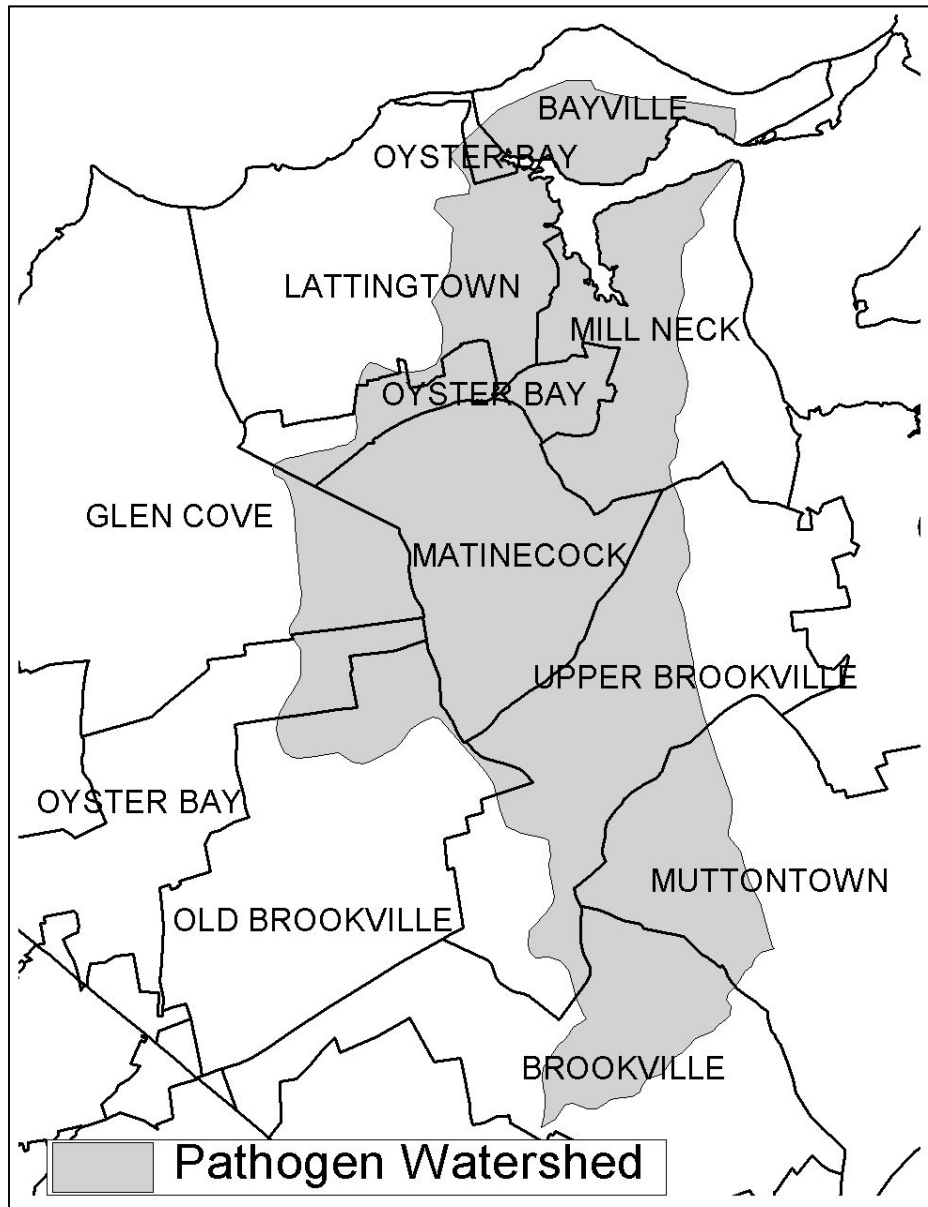 BAYVILLE
OYSTER BAY
LATTINGTOWN
MILL NECK
OYSTER BAY
GLEN COVE
MATINECOCK
UPPER BROOKVILLE
OYSTER BAY
MUTTONTOWN
OLD BROOKVILLE
BROOKVILLE
Pathogen Watershed